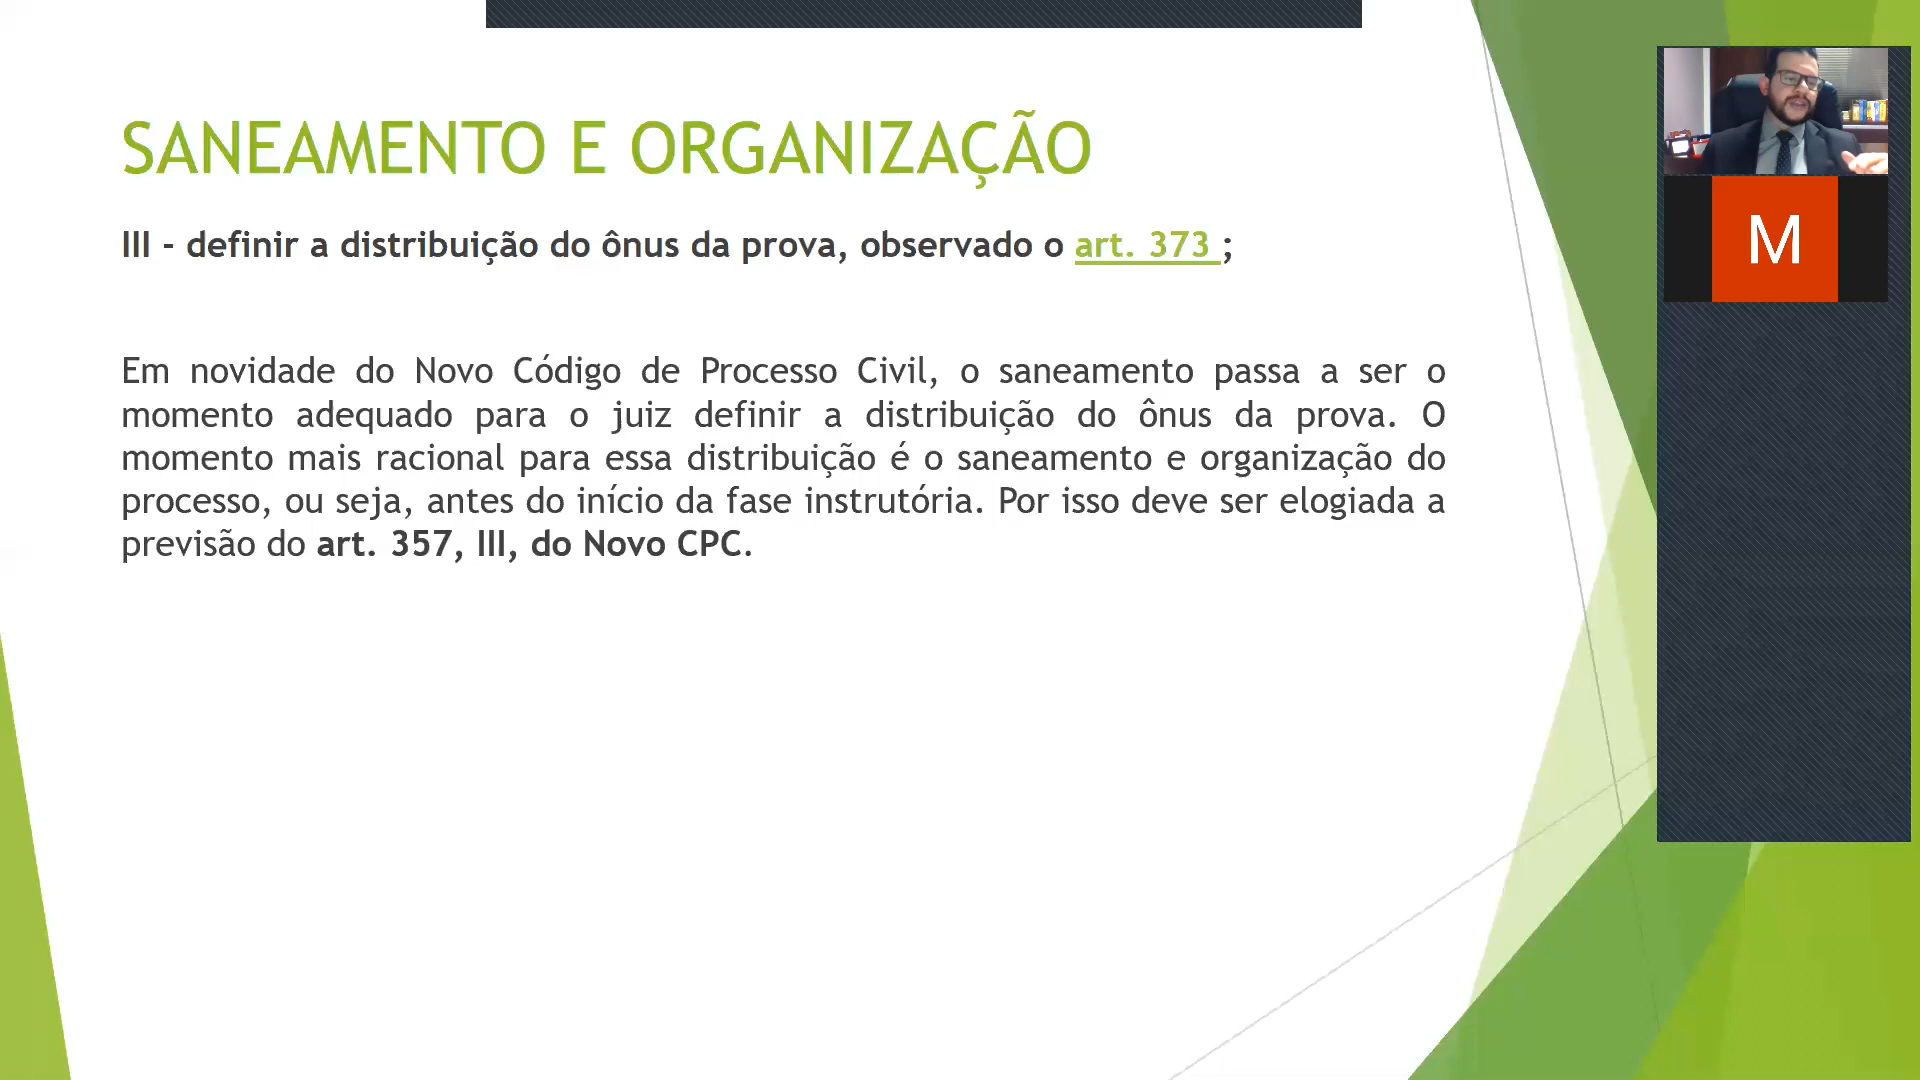 SANEAMENTO E ORGANIZAÇÃO
III - definir a distribuição do ônus da prova, observado o art. 373 ;
Em novidade do Novo Código de Processo Civil, o saneamento passa a ser o
momento adequado para o juiz definir a distribuição do ônus da prova. O
momento mais racional para essa distribuição é o saneamento e organização do
processo, ou seja, antes do início da fase instrutória. Por isso deve ser elogiada a
previsão do art. 357, III, do Novo CPC.
M